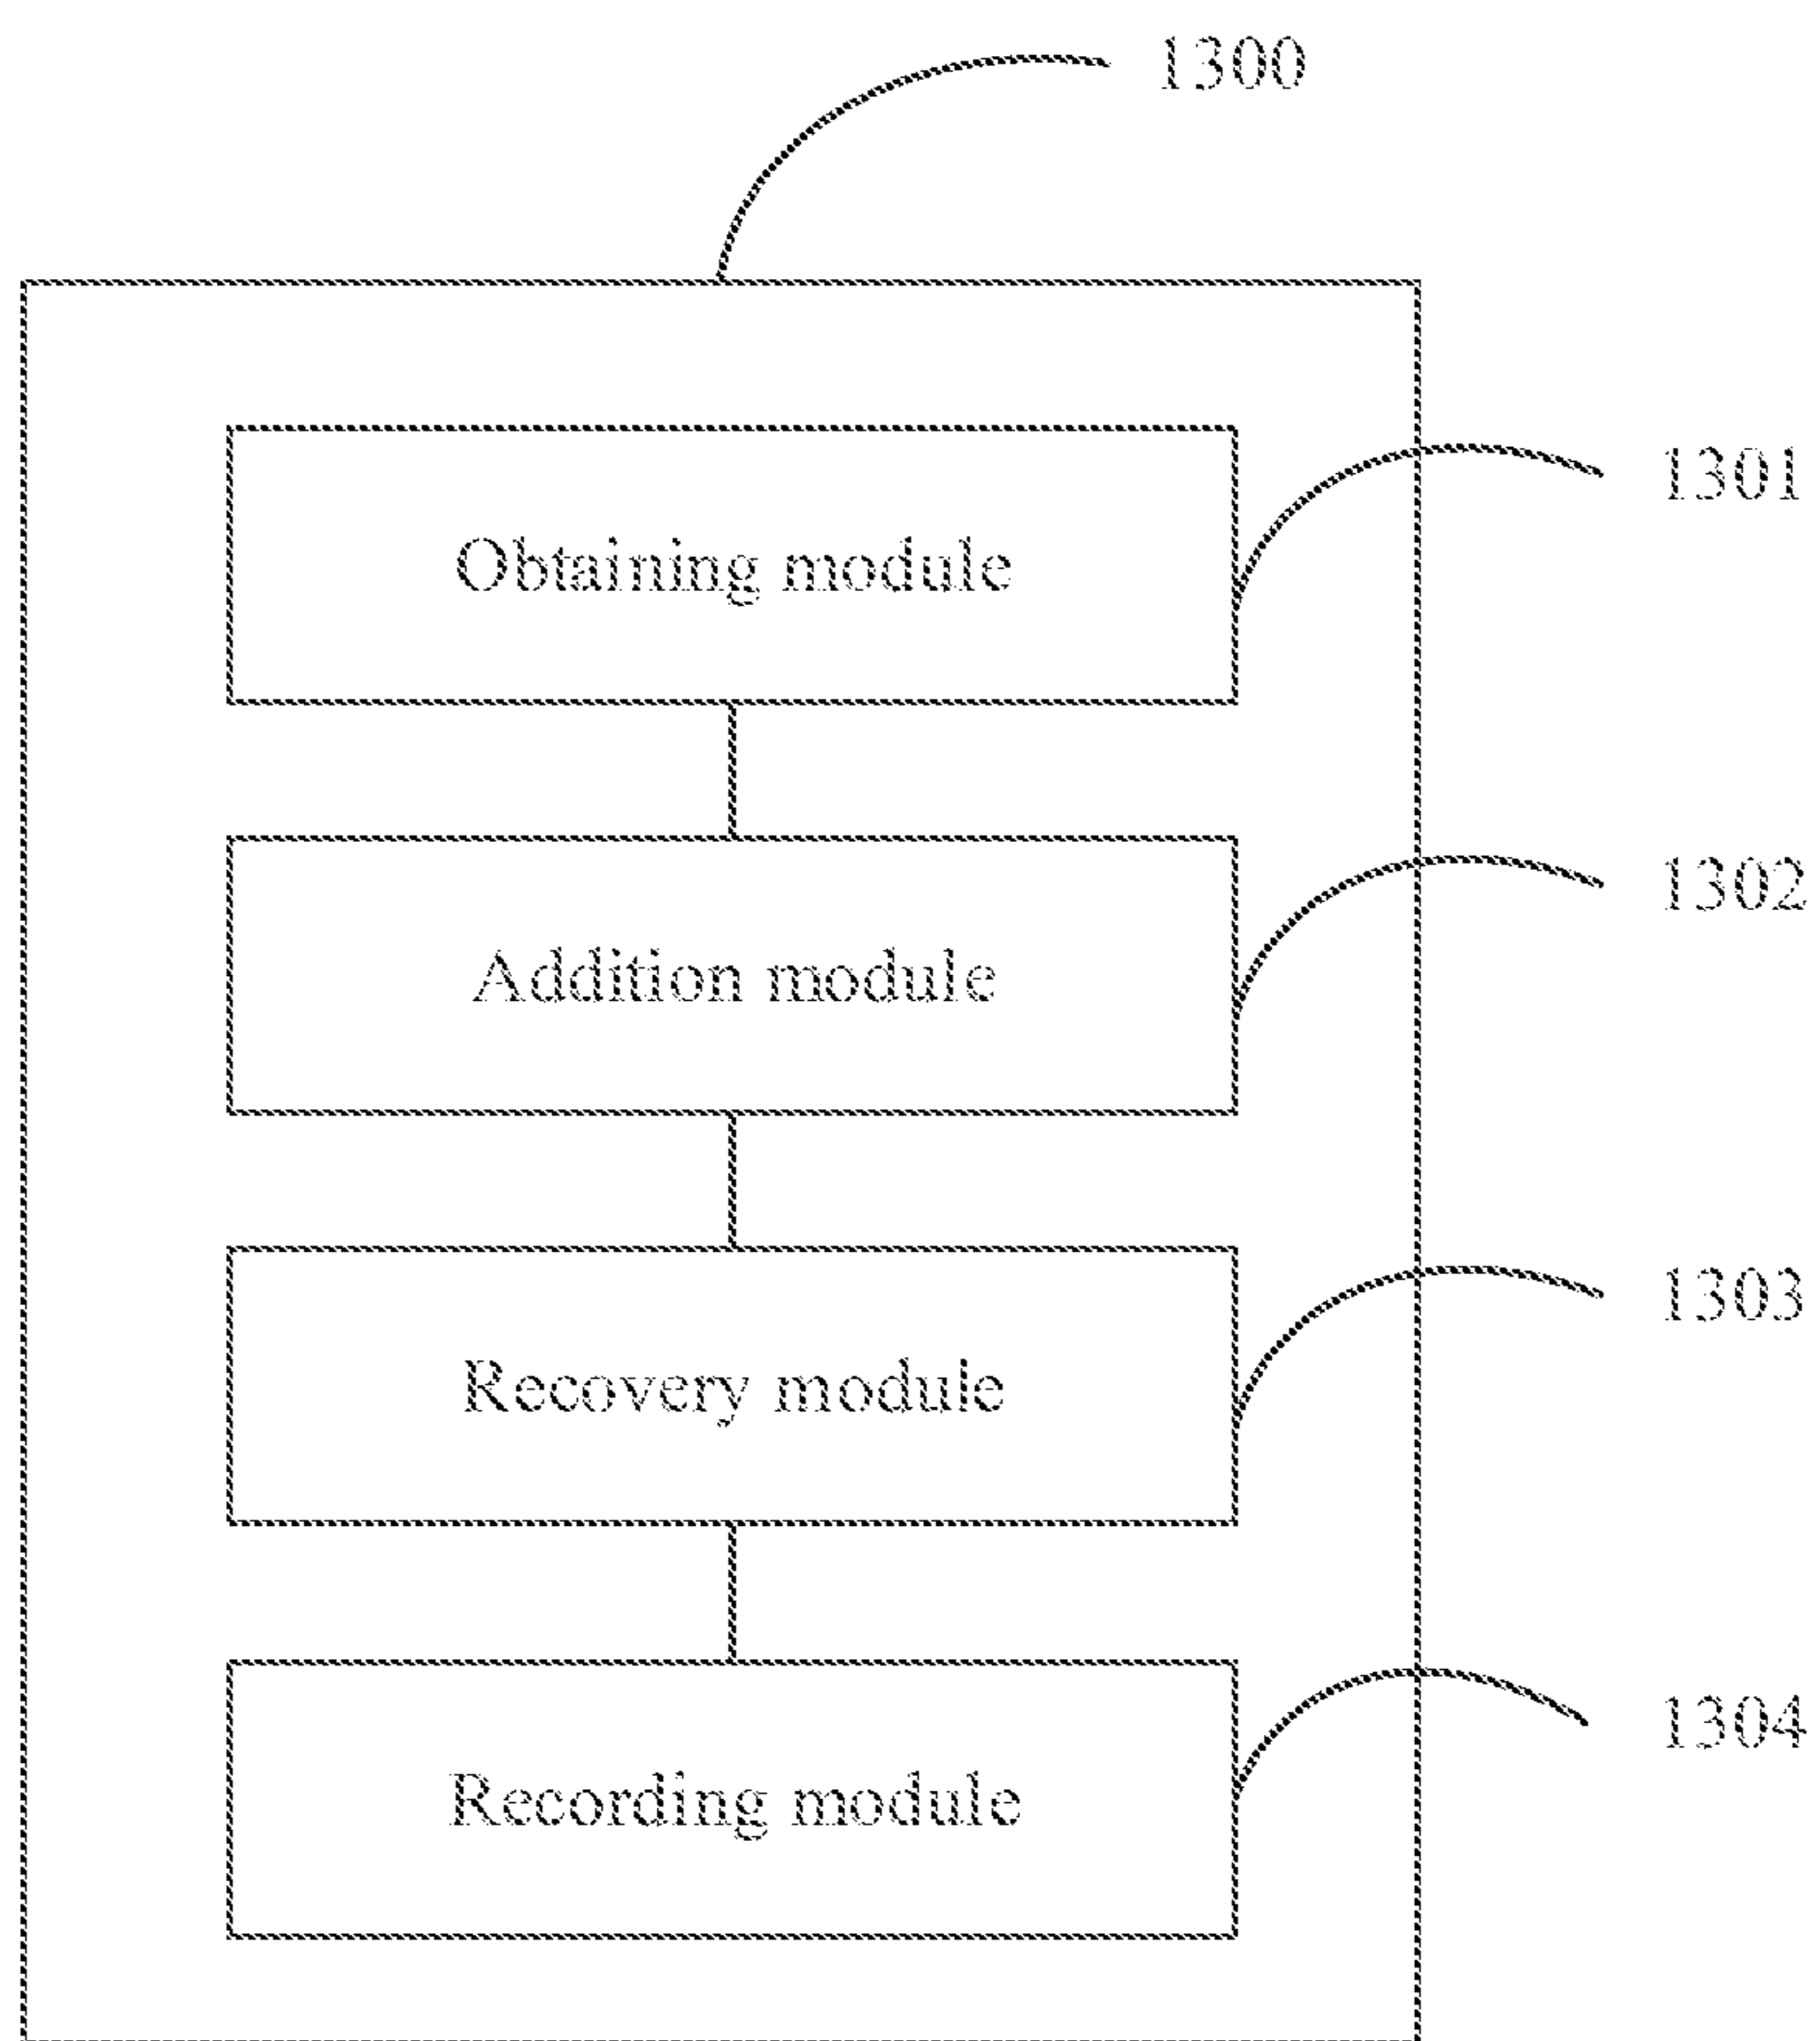 1300
1301
Obtaining module
1302
Addition module
1303
Recovery module
1304
Recording module